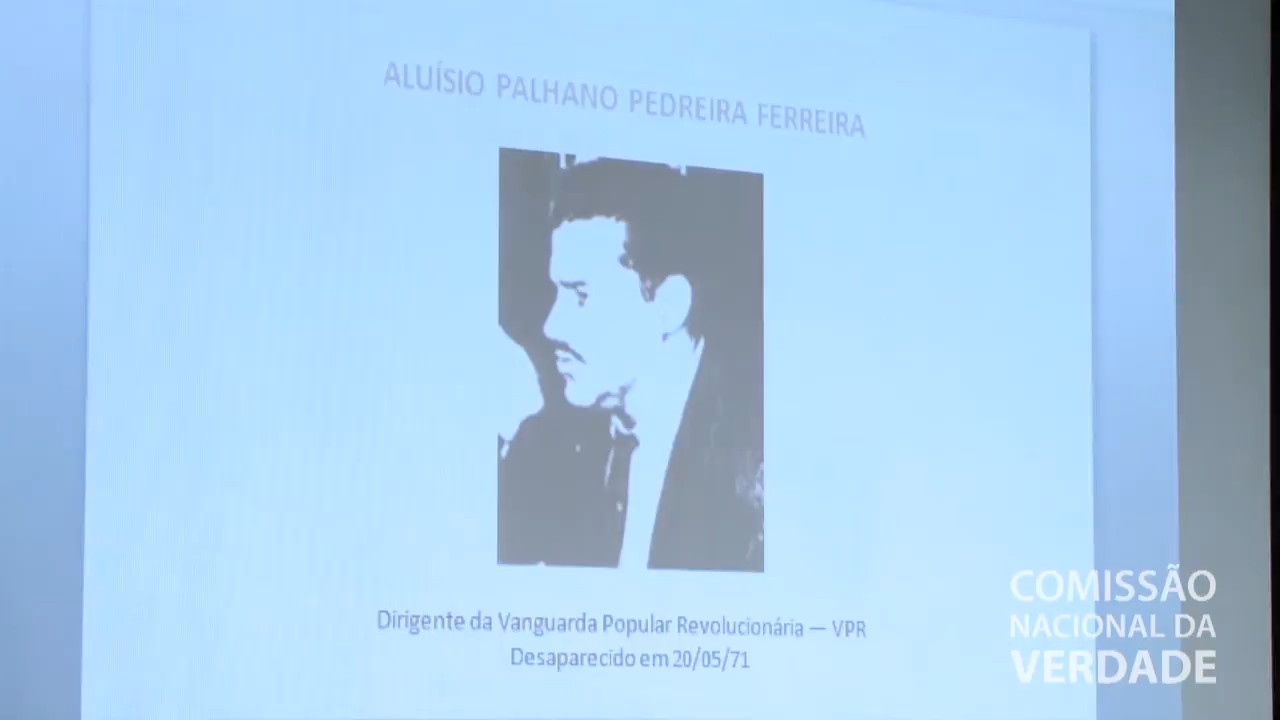 ALUÍSIO PALHANO PEDREIRA FERREIRA
Dirigente da Vanguarda Popular Revolucionária — VPR
Desaparecido em 20/05/71
COMISSÃO
NACIONAL DA
VERDADE